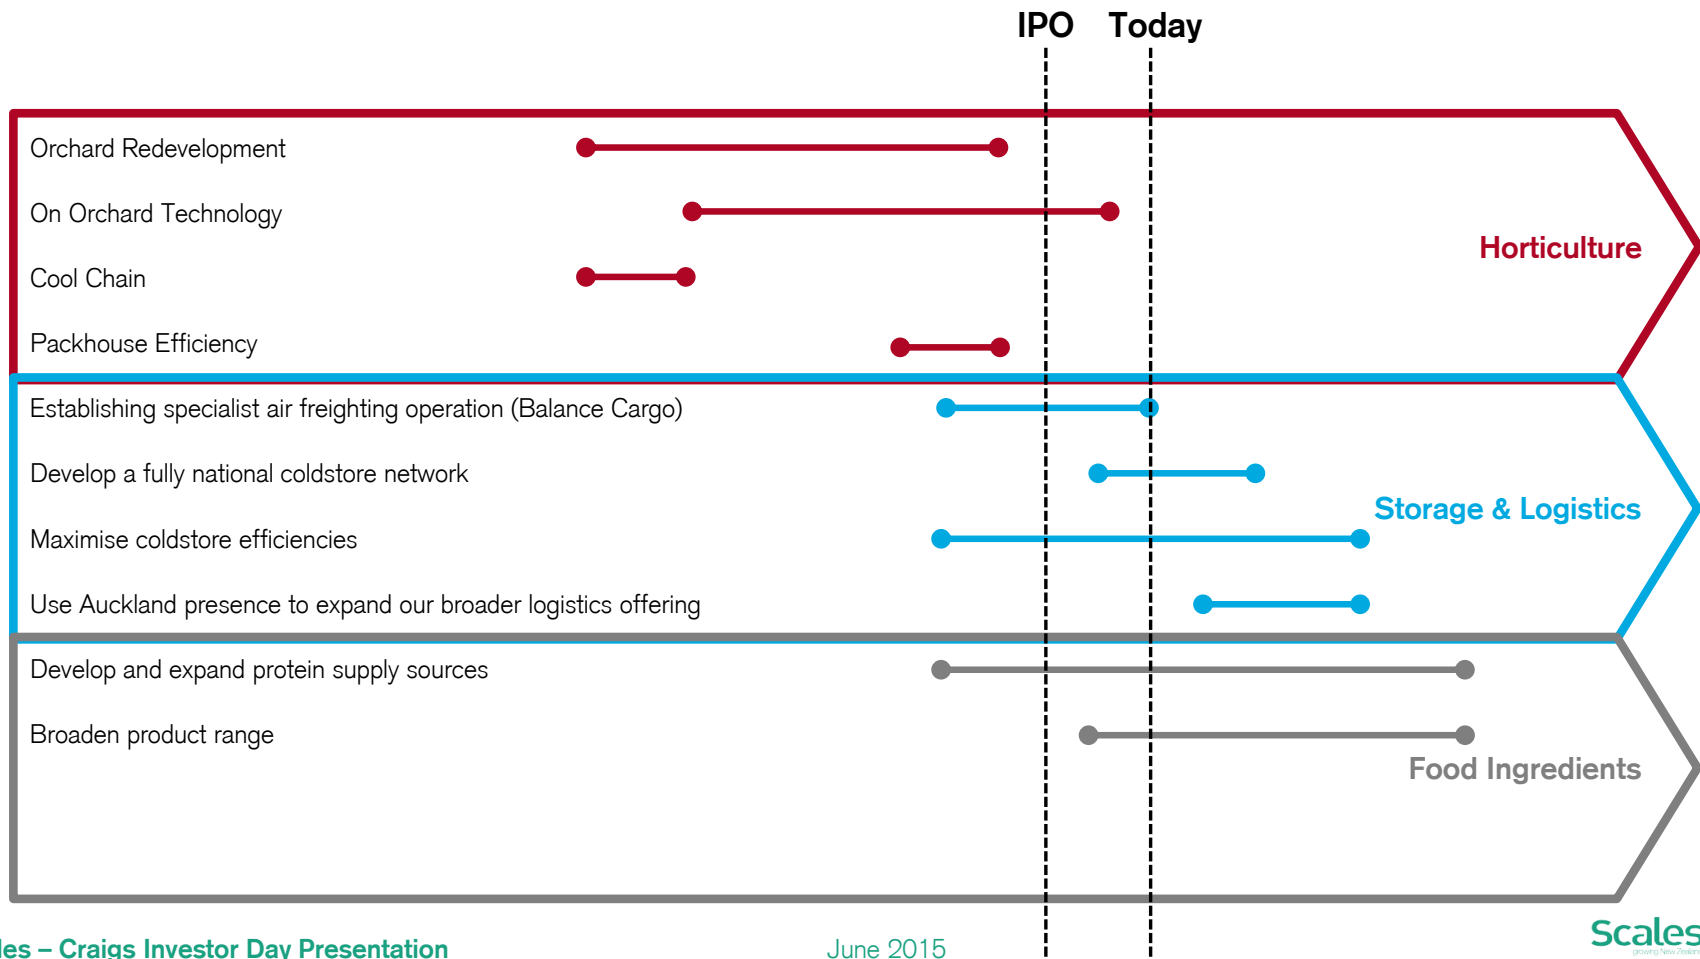 IPO Today
Orchard Redevelopment
On Orchard Technology
Horticulture
Cool Chain
Packhouse Efficiency
Establishing specialist air freighting operation (Balance Cargo)
Develop a fully national coldstore network
Storage & Logistics
Maximise coldstore efficiencies
Use Auckland presence to expand our broader logistics offering
Develop and expand protein supply sources
Broaden product range
Food Ingredients
les – Craigs Investor Day Presentation
June 2015
Scales
growing New Zealand